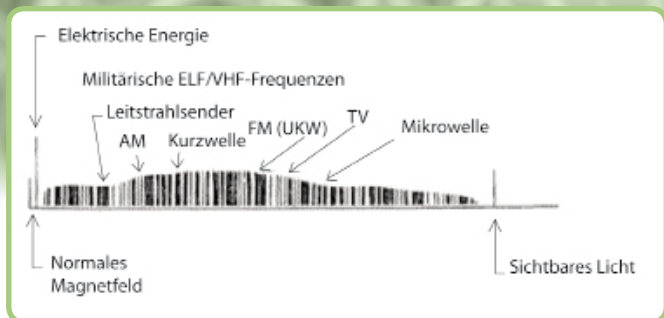 Elektrische Energie
Militärische ELF/VHF-Frequenzen
Leitstrahlsender
AM
Kurzwelle
FM (UKW)
TV
Mikrowelle
Normales
Magnetfeld
Sichtbares Licht